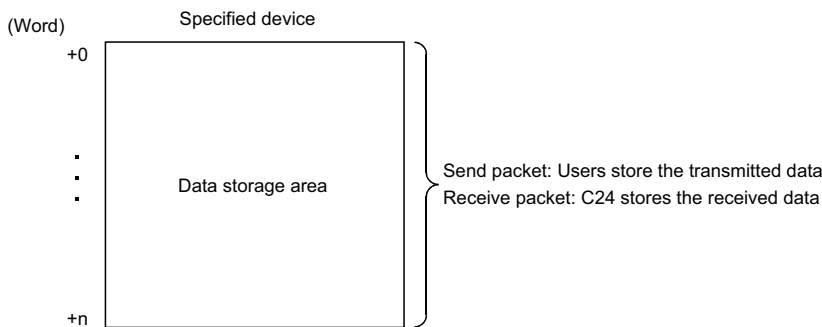 Specified device
(Word)
+0
Data storage area
Send packet: Users store the transmitted data
Receive packet: C24 stores the received data
+n